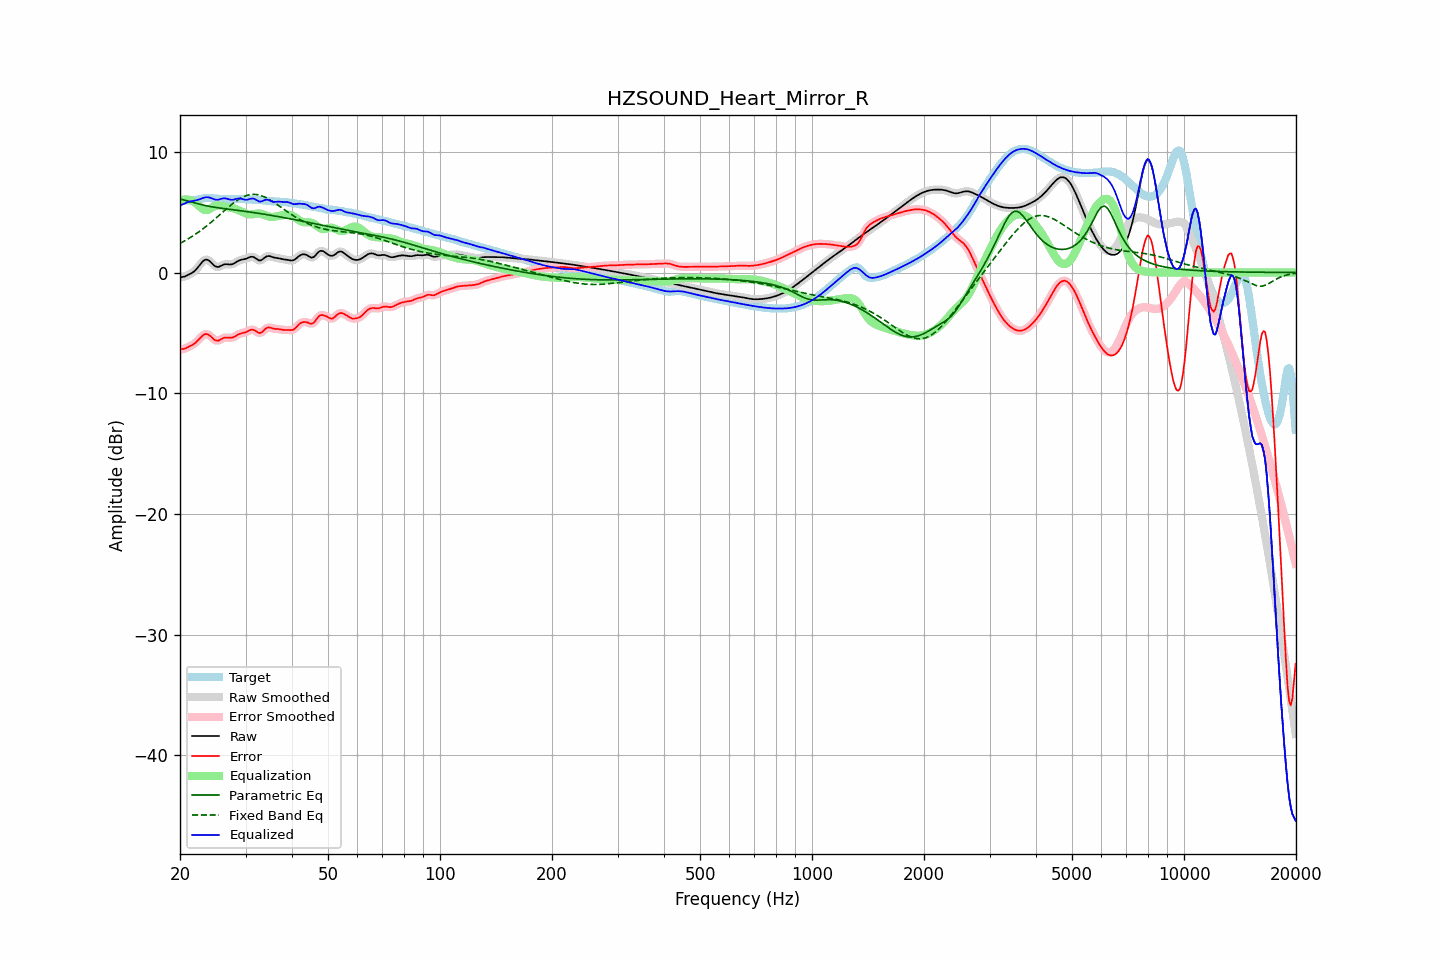 HZSOUND_Heart_Mirror_R
Amplitude (dBr)
10
0
−10
−20
−30
−40
Target
Raw Smoothed
Error Smoothed
Raw
Error
Equalization
Parametric Eq
Fixed Band Eq
Equalized
20 50 100 200 500 1000 2000 5000 10000 20000
Frequency (Hz)